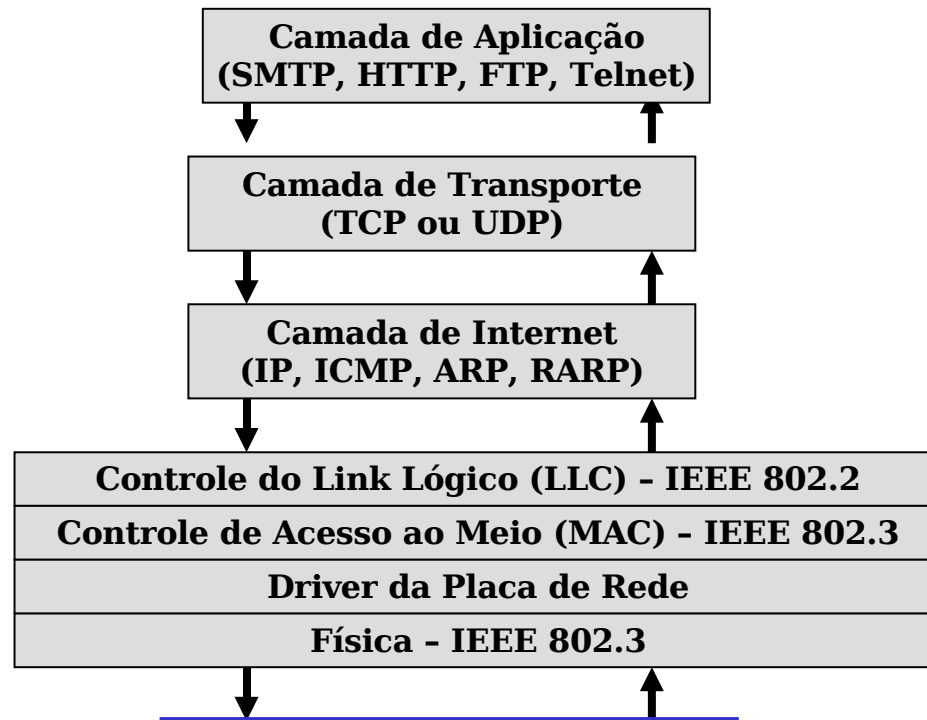 Camada de Aplicação
(SMTP, HTTP, FTP, Telnet)
Camada de Transporte
(TCP ou UDP)
Camada de Internet
(IP, ICMP, ARP, RARP)
Controle do Link Lógico (LLC) – IEEE 802.2
Controle de Acesso ao Meio (MAC) – IEEE 802.3
Driver da Placa de Rede
Física – IEEE 802.3